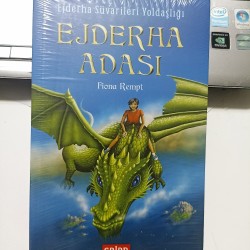 Ejderha Süvarileri Yoldaşlığı
EJDERHA
ADASI
Fiona Rempt